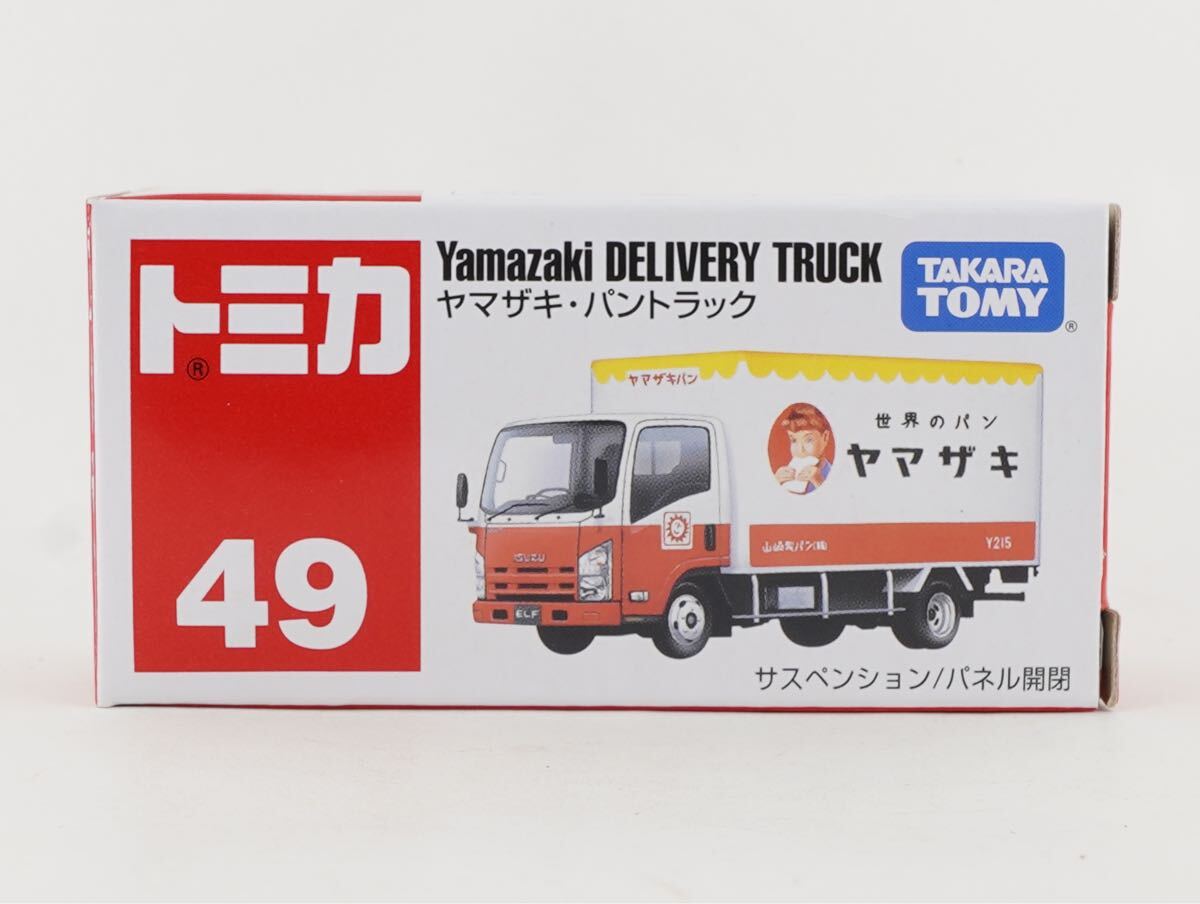 トミカ
®
49
Yamazaki DELIVERY TRUCK
ヤマザキ・パントラック
TAKARA
TOMY
®
ヤマザキパン
世界のパン
ヤマザキ
山崎製パン(株)
Y215
ISUZU
ELF
サスペンション/パネル開閉